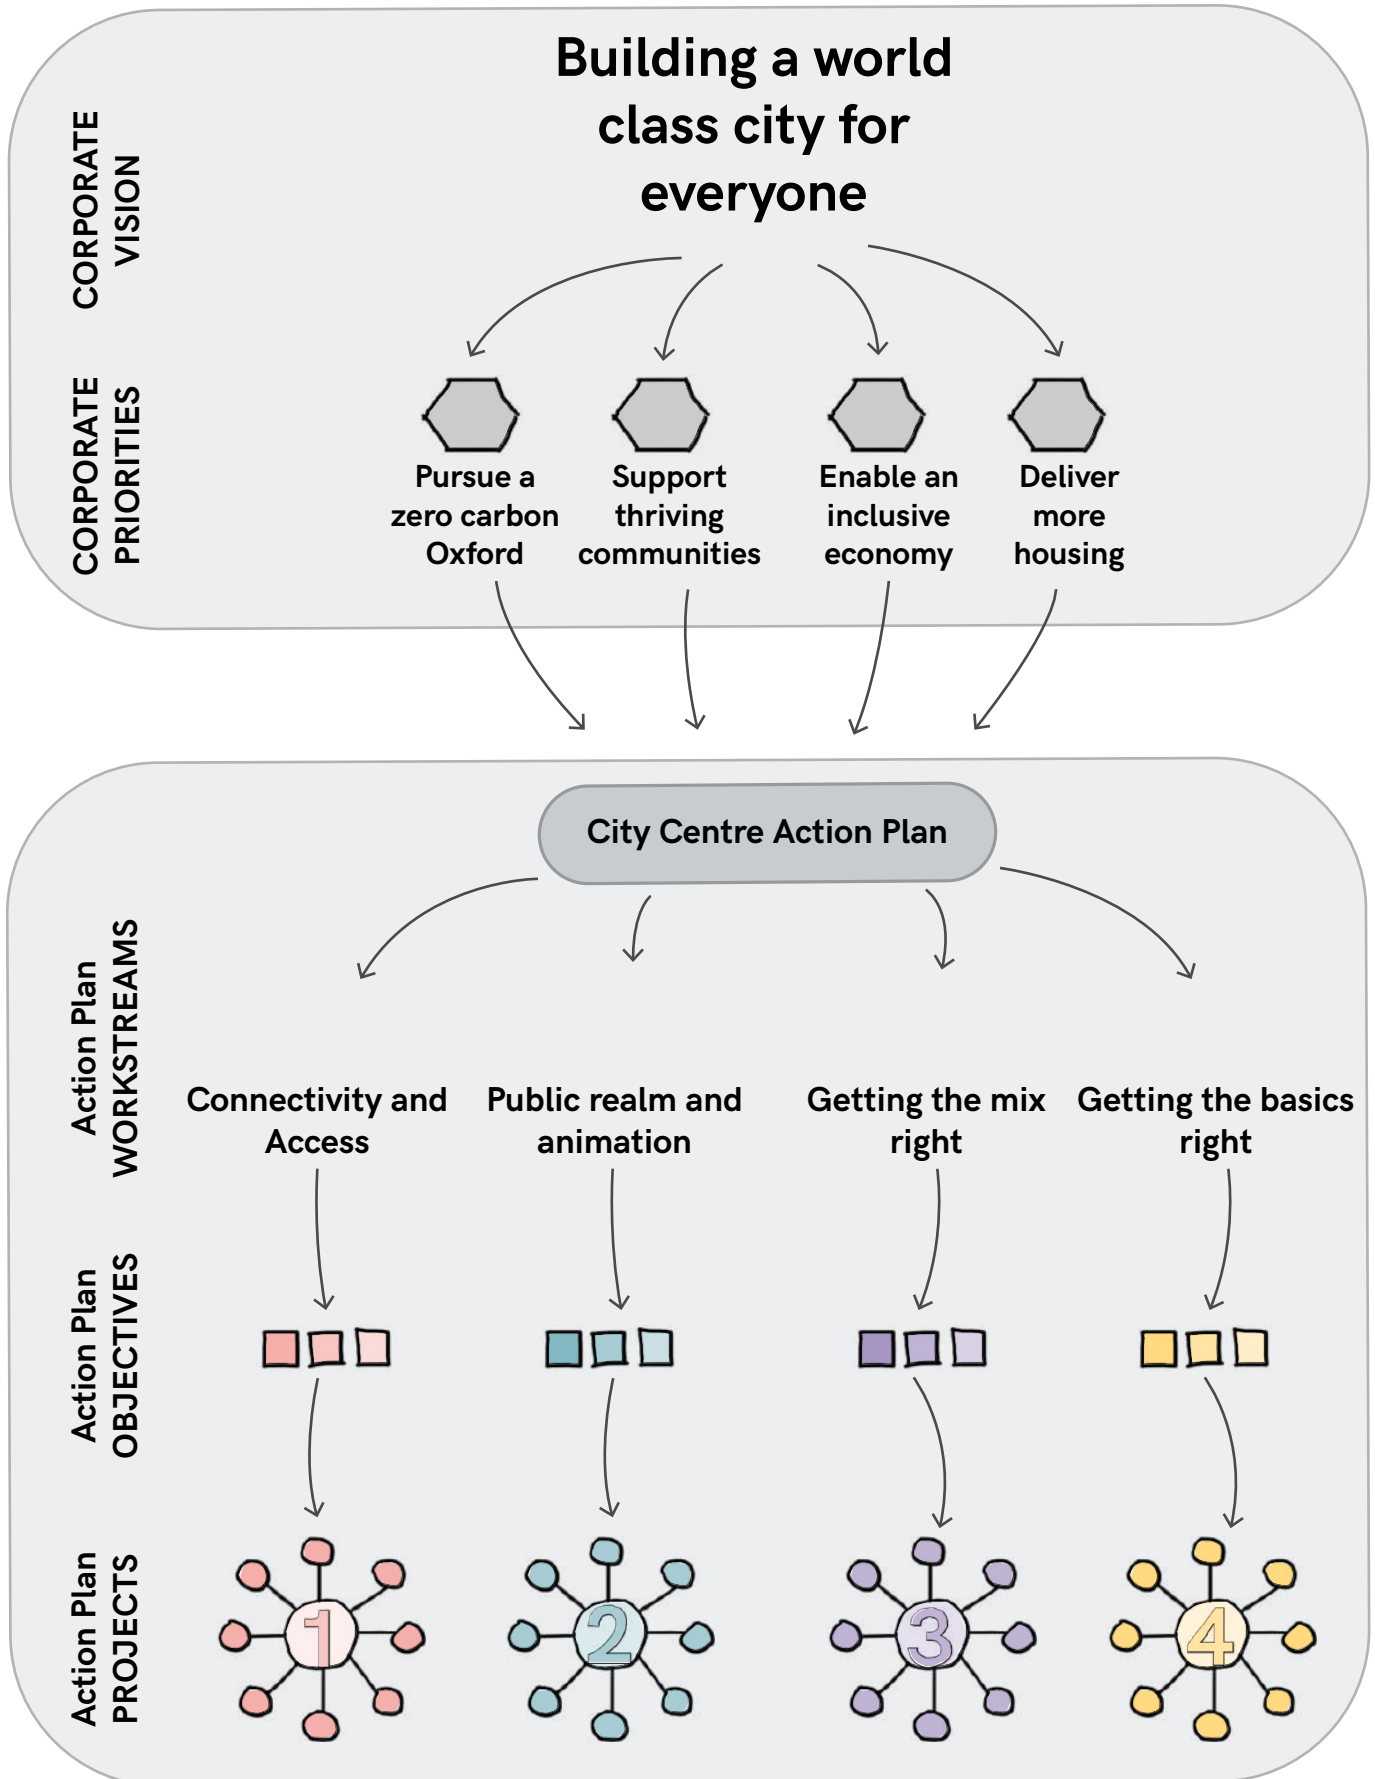 Building a world
class city for
everyone
CORPORATE
VISION
CORPORATE
PRIORITIES
Pursue a
zero carbon
Oxford
Support
thriving
communities
Enable an
inclusive
economy
Deliver
more
housing
City Centre Action Plan
Action Plan
WORKSTREAMS
Connectivity and
Access
Public realm and
animation
Getting the mix
right
Getting the basics
right
Action Plan
OBJECTIVES
Action Plan
PROJECTS
1
2
3
4